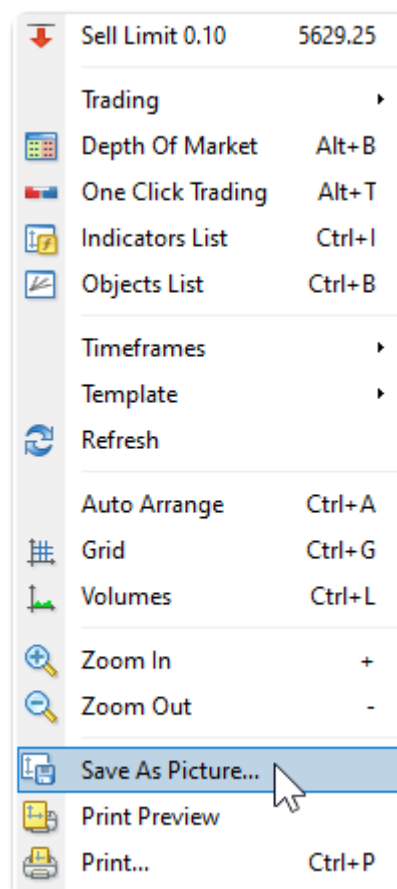 Sell Limit 0.10 5629.25
Trading
Depth Of Market Alt+B
One Click Trading Alt+T
Indicators List Ctrl+I
Objects List Ctrl+B
Timeframes
Template
Refresh
Auto Arrange Ctrl+A
Grid Ctrl+G
Volumes Ctrl+L
Zoom In +
Zoom Out -
Save As Picture...
Print Preview
Print... Ctrl+P